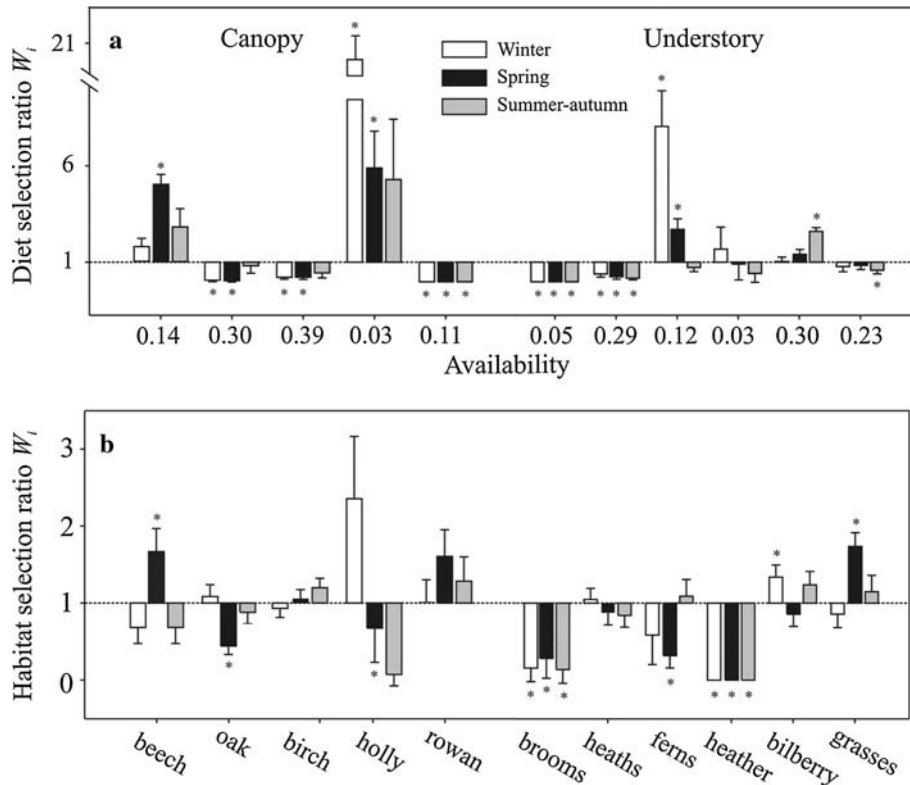 a
Canopy
Understory
Winter
Spring
Summer-autumn
Diet selection ratio Wi
21
6
1
* * * * * * * * * * * * * * * * * * * *
0.14 0.30 0.39 0.03 0.11 0.05 0.29 0.12 0.03 0.30 0.23
Availability
b
Habitat selection ratio Wi
3
2
1
0
* * * * * * * * * * * *
beech oak birch holly rowan brooms heaths ferns heather bilberry grasses